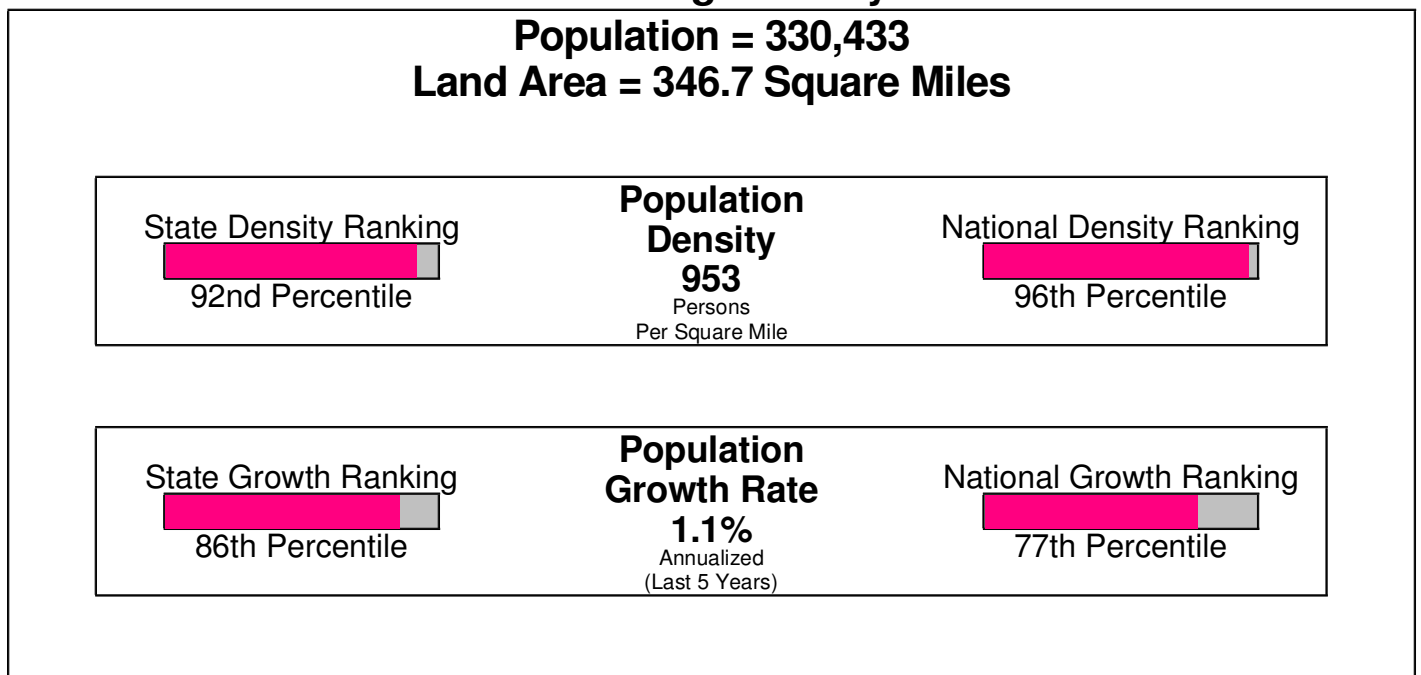 Population = 330,433
Land Area = 346.7 Square Miles
State Density Ranking
92nd Percentile
Population
Density
953
Persons
Per Square Mile
National Density Ranking
96th Percentile
State Growth Ranking
86th Percentile
Population
Growth Rate
1.1%
Annualized
(Last 5 Years)
National Growth Ranking
77th Percentile